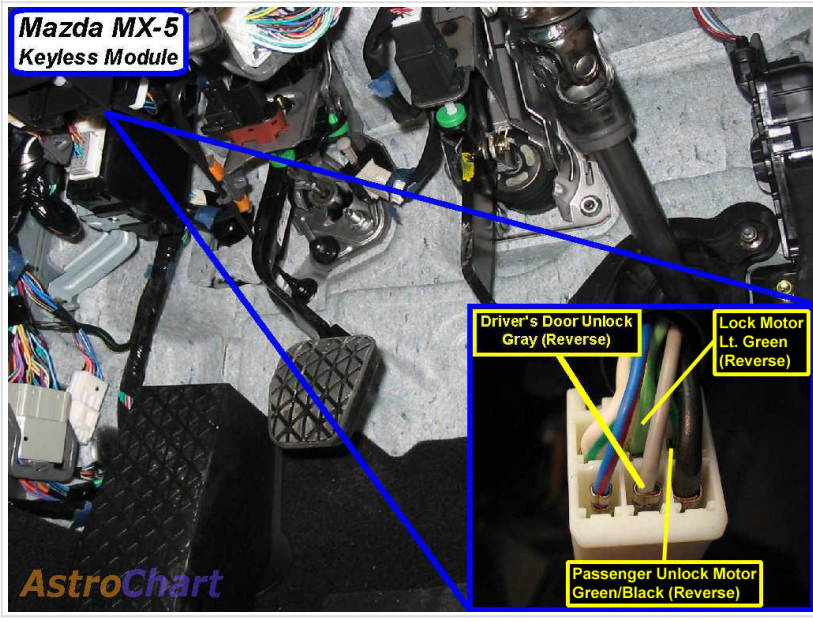 Mazda MX-5
Keyless Module
Driver's Door Unlock
Gray (Reverse)
Lock Motor
Lt. Green
(Reverse)
Passenger Unlock Motor
Green/Black (Reverse)
AstroChart